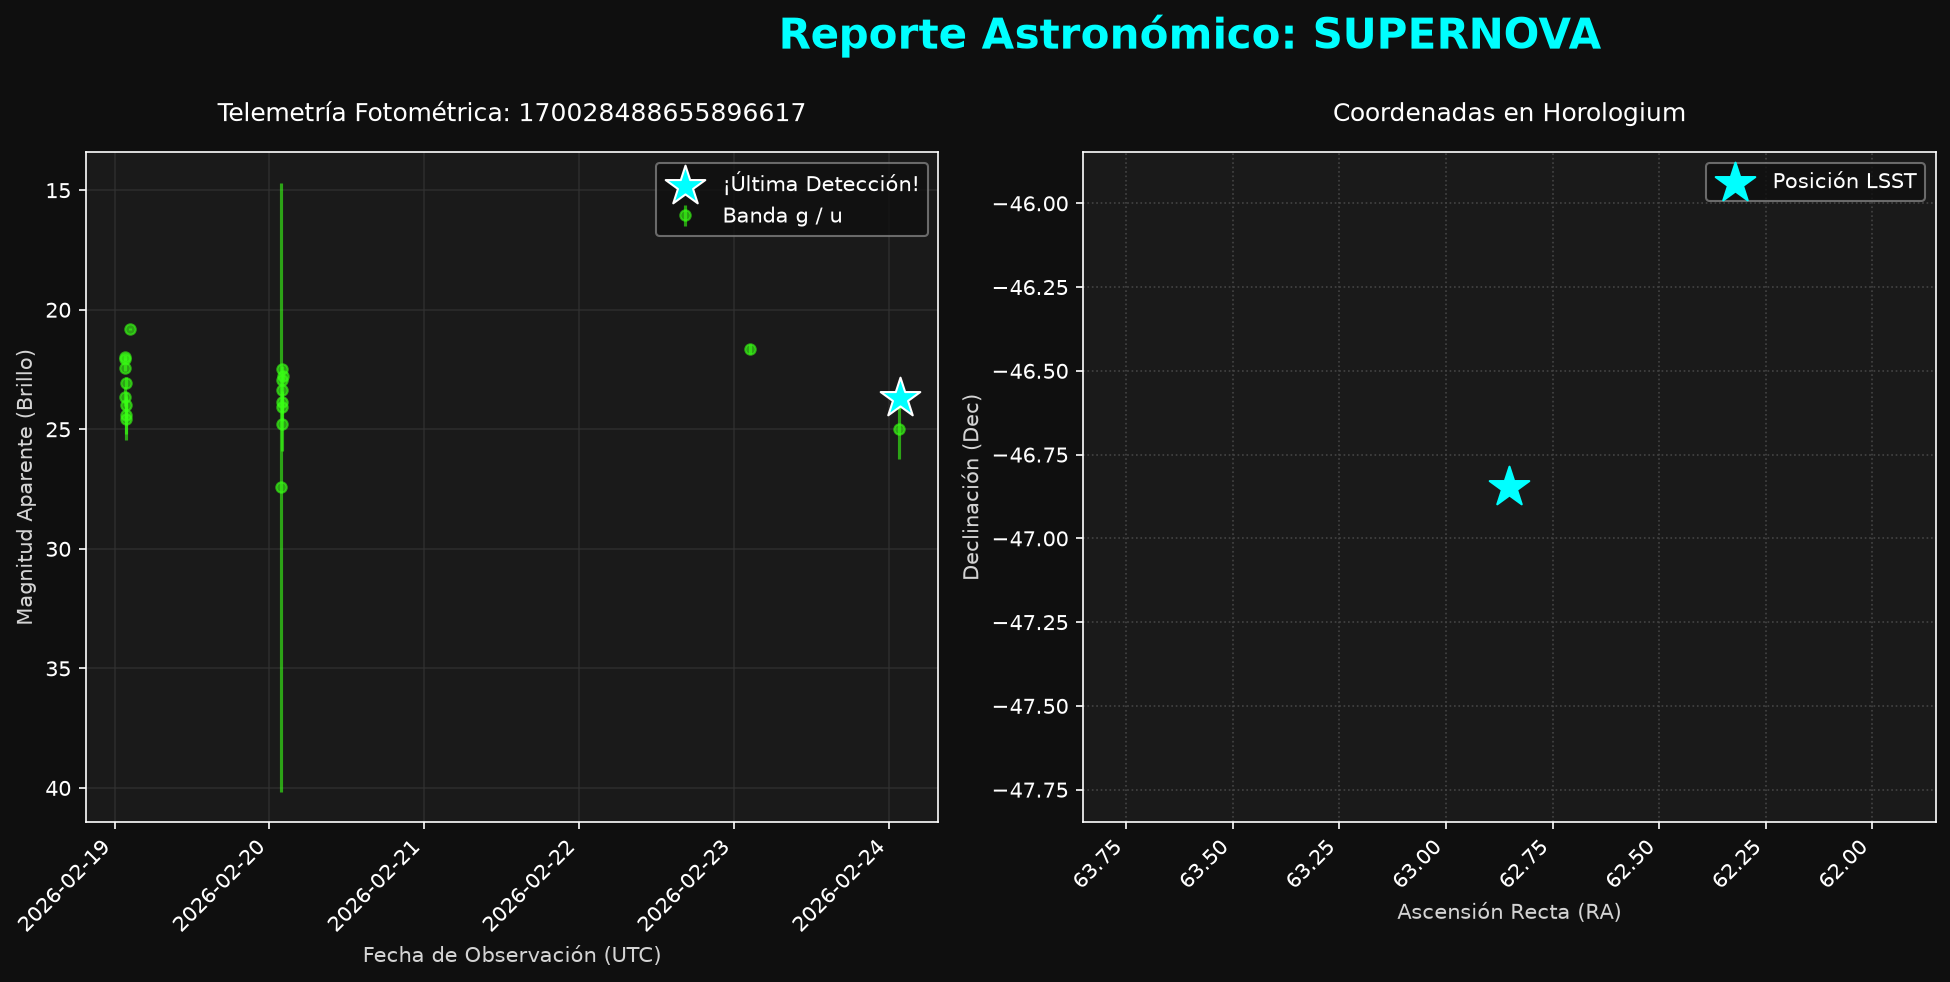 Reporte Astronómico: SUPERNOVA
Telemetría Fotométrica: 170028488655896617
¡Última Detección!
Banda g / u
Magnitud Aparente (Brillo)
15
20
25
30
35
40
2026-02-19
2026-02-20
2026-02-21
2026-02-22
2026-02-23
2026-02-24
Fecha de Observación (UTC)
Coordenadas en Horologium
Posición LSST
Declinación (Dec)
−46.00
−46.25
−46.50
−46.75
−47.00
−47.25
−47.50
−47.75
63.75
63.50
63.25
63.00
62.75
62.50
62.25
62.00
Ascensión Recta (RA)